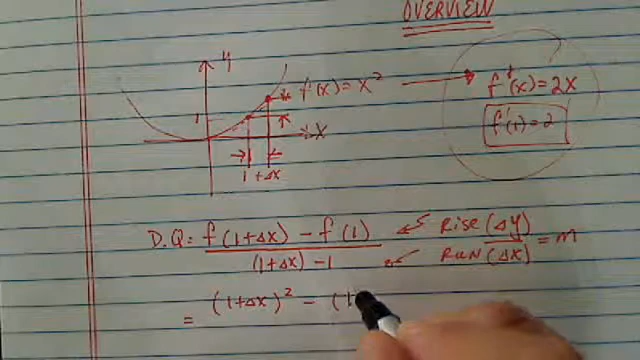 OVERVIEW
y
f(x) = x²
f'(x) = 2x
f'(1) = 2
1
x
1 +Δx
D.Q. = f(1+Δx) - f(1) / (1+Δx) - 1
RISE (Δy) / RUN (Δx) = m
= (1+Δx)² - (1